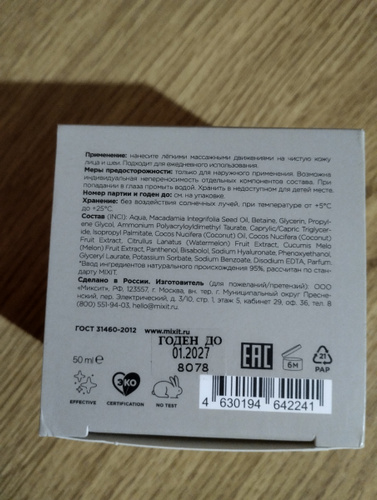 Применение: нанесите лёгкими массажными движениями на чистую кожу
лица и шеи. Подходит для ежедневного использования.
Меры предосторожности: только для наружного применения. Возможна
индивидуальная непереносимость отдельных компонентов состава. При
попадании в глаза промыть водой. Хранить в недоступном для детей месте.
Номер партии и годен до: см. на упаковке.
Хранение: без воздействия солнечных лучей, при температуре от +5°С
до +25°С.
Состав (INCI): Aqua, Macadamia Integrifolia Seed Oil, Betaine, Glycerin, Propyl-
ene Glycol, Ammonium Polyacryloyldimethyl Taurate, Caprylic/Capric Triglycer-
ide, Isopropyl Palmitate, Cocos Nucifera (Coconut) Oil, Cocos Nucifera (Coconut)
Fruit Extract, Citrullus Lanatus (Watermelon) Fruit Extract, Cucumis Melo
(Melon) Fruit Extract, Panthenol, Bisabolol, Sodium Hyaluronate, Phenoxyethanol,
Glyceryl Laurate, Potassium Sorbate, Sodium Benzoate, Disodium EDTA, Parfum.
*Ввод ингредиентов натурального происхождения 95%, рассчитан по стан-
дарту MIXIT.
Сделано в России. Изготовитель (для пожеланий/претензий): ООО
«Миксит», РФ, 123557, г. Москва, вн. тер. г. Муниципальный округ Преснен-
ский, пер. Электрический, д. 3/10, стр. 1, этаж 5, кабинет 29, оф. 36, тел. 8
(800) 551-94-03, hello@mixit.ru.
ГОСТ 31460-2012 www.mixit.ru
ГОДЕН ДО
01.2027
8078
50 ml e
EAC
6M
21
PAP
ЭКО
EFFECTIVE CERTIFICATION NO TEST
4 630194 642241